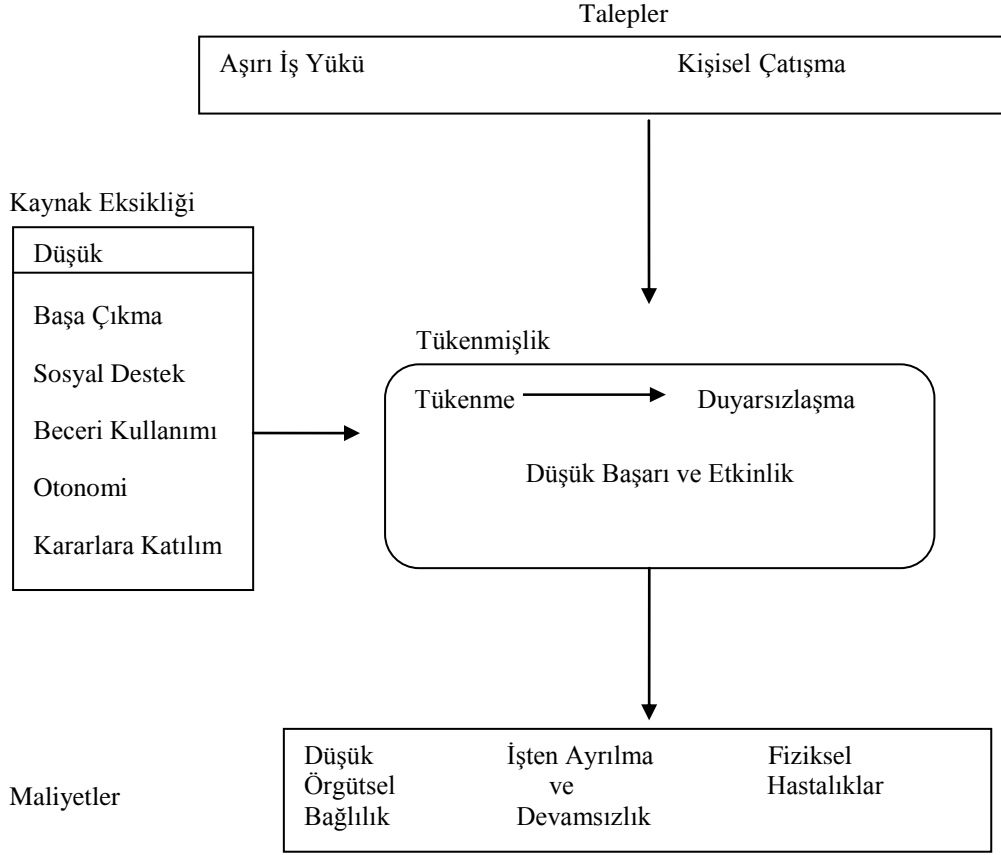 Talepler
Aşırı İş Yükü Kişisel Çatışma
Kaynak Eksikliği
Düşük
Başa Çıkma
Sosyal Destek
Beceri Kullanımı
Otonomi
Kararlara Katılım
Tükenmişlik
Tükenme Duyarsızlaşma
Düşük Başarı ve Etkinlik
Maliyetler
Düşük
Örgütsel
Bağlılık
İşten Ayrılma
ve
Devamsızlık
Fiziksel
Hastalıklar